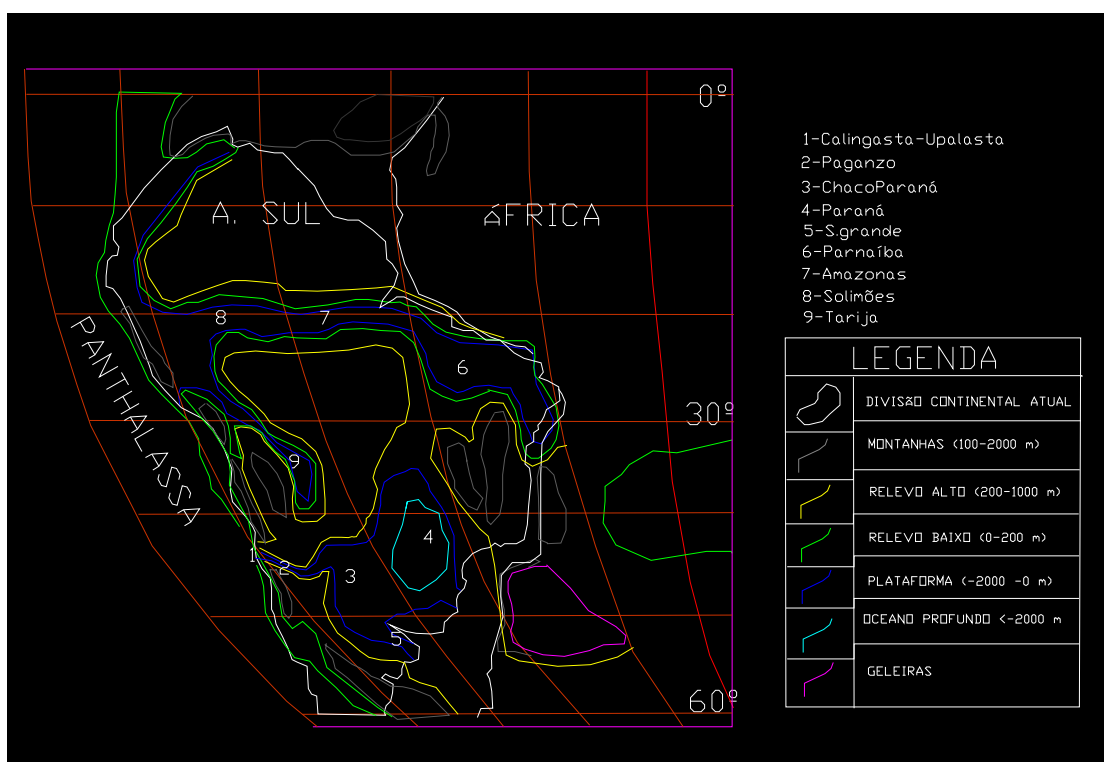 0º
A. SUL
áFRICA
1-Calingasta-Upalasta
2-Paganzo
3-ChacoParaná
4-Paraná
5-S.grande
6-Parnaíba
7-Amazonas
8-Solimões
9-Tarija
8
7
PANTHALASSA
6
30º
9
4
1
2
3
5
60º
LEGENDA
DIVISãO CONTINENTAL ATUAL
MONTANHAS (100-2000 m)
RELEVO ALTO (200-1000 m)
RELEVO BAIXO (0-200 m)
PLATAFORMA (-2000 -0 m)
OCEANO PROFUNDO <-2000 m
GELEIRAS